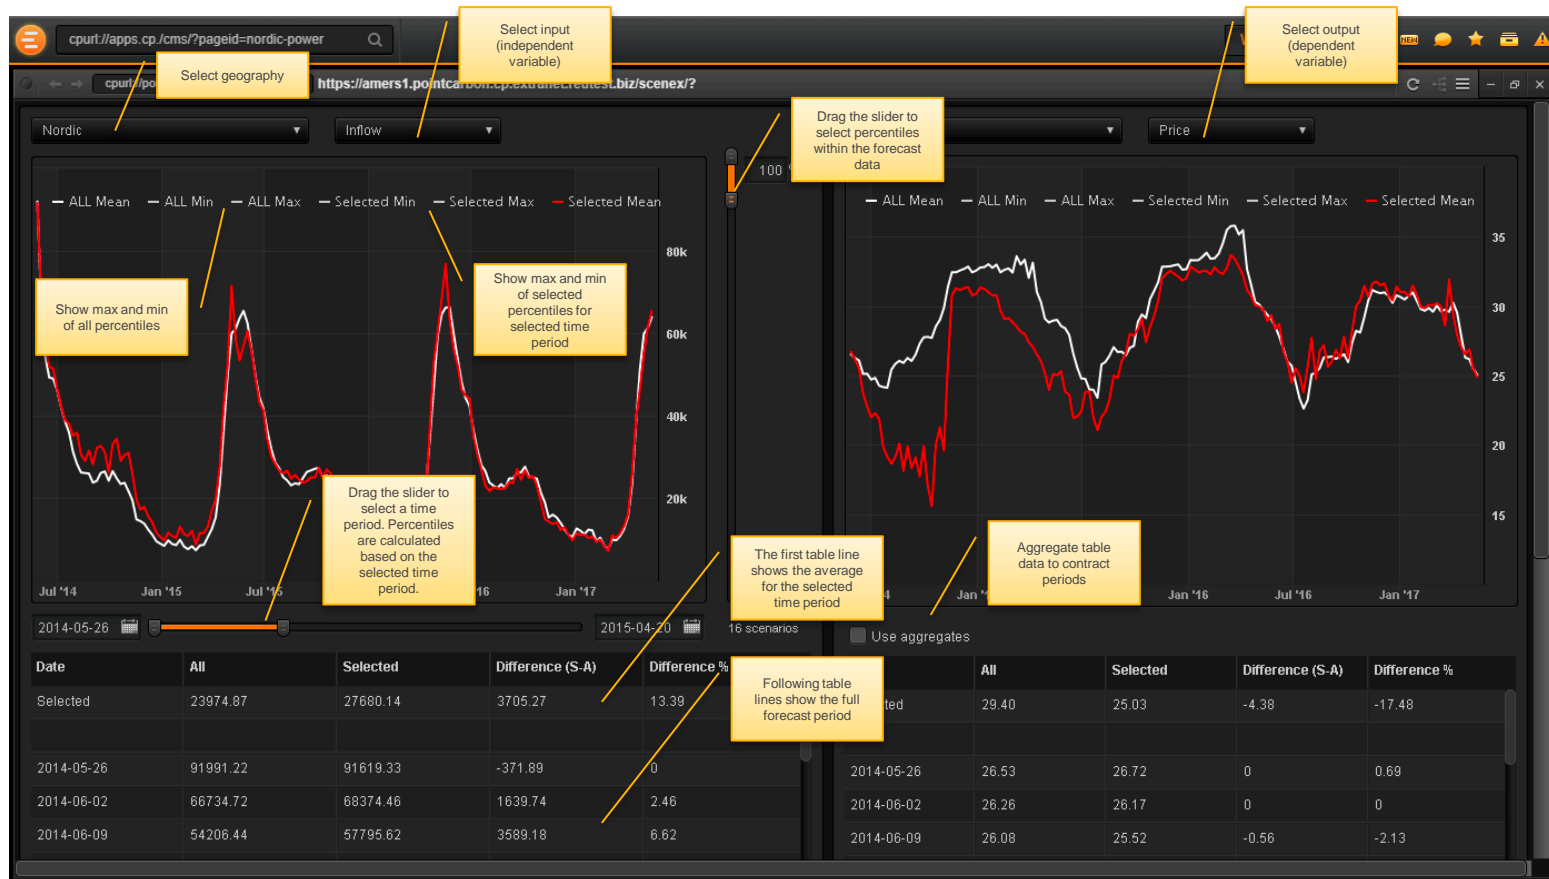 cpurl://apps.cp./cms/?pageid=nordic-power
Select input
(independent
variable)
Select output
(dependent
variable)
NEW
Select geography
https://amers1.pointcarbon.cp.extranet.reutest.biz/scenex/?
Nordic
Inflow
Drag the slider to
select percentiles
within the forecast
data
Price
100
ALL Mean ALL Min ALL Max Selected Min Selected Max Selected Mean
ALL Mean ALL Min ALL Max Selected Min Selected Max Selected Mean
80k
60k
40k
20k
35
30
25
20
15
Show max and min
of all percentiles
Show max and min
of selected
percentiles for
selected time
period
Drag the slider to
select a time
period. Percentiles
are calculated
based on the
selected time
period.
The first table line
shows the average
for the selected
time period
Aggregate table
data to contract
periods
Jul '14 Jan '15 Jul '15 16 Jan '17
Jan '16 Jul '16 Jan '17
2014-05-26 2015-04-20 16 scenarios
Use aggregates
Date All Selected Difference (S-A) Difference %
Selected 23974.87 27680.14 3705.27 13.39
2014-05-26 91991.22 91619.33 -371.89 0
2014-06-02 66734.72 68374.46 1639.74 2.46
2014-06-09 54206.44 57795.62 3589.18 6.62
Following table
lines show the full
forecast period
All Selected Difference (S-A) Difference %
29.40 25.03 -4.38 -17.48
2014-05-26 26.53 26.72 0 0.69
2014-06-02 26.26 26.17 0 0
2014-06-09 26.08 25.52 -0.56 -2.13